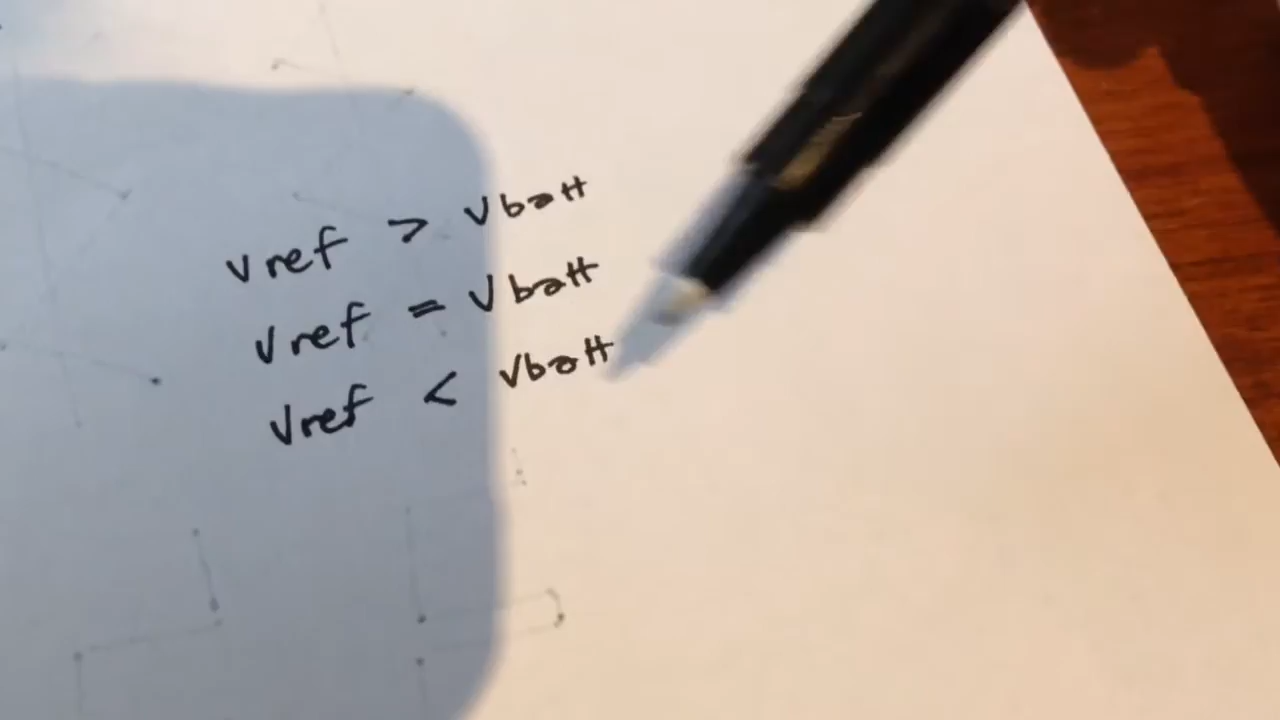 vref > vbatt
vref = vbatt
vref < vbatt